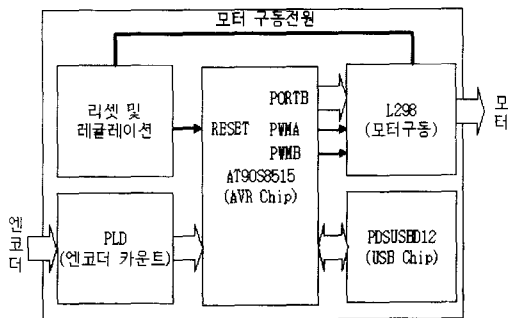 모터 구동전원
리셋 및
레귤레이션
RESET
PORTB
PWMA
PWMB
AT90S8515
(AVR Chip)
L298
(모터구동)
모터
엔코더
PLD
(엔코더 카운트)
PDSUSBD12
(USB Chip)